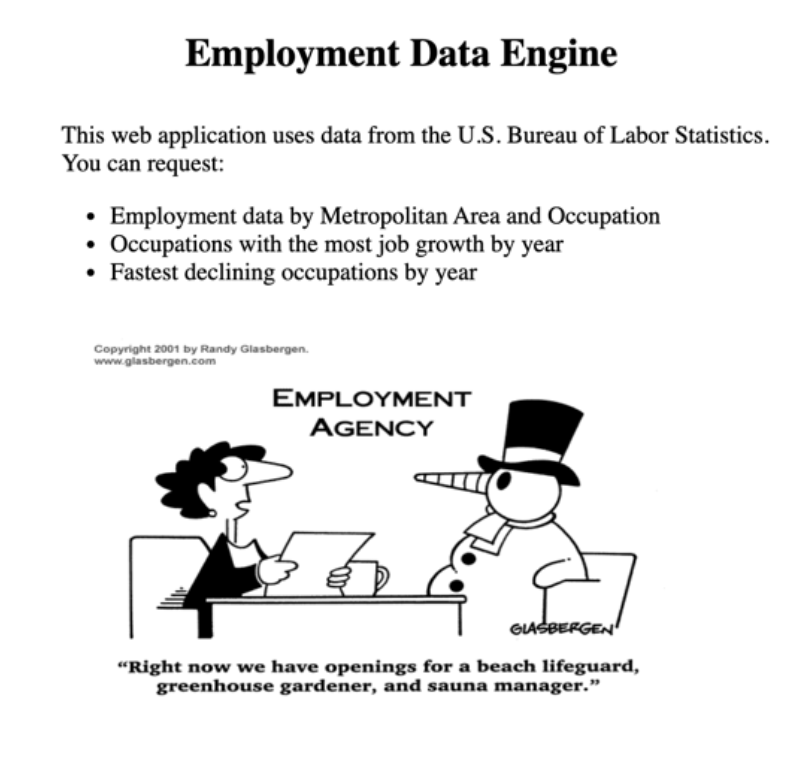 Employment Data Engine
This web application uses data from the U.S. Bureau of Labor Statistics.
You can request:
• Employment data by Metropolitan Area and Occupation
• Occupations with the most job growth by year
• Fastest declining occupations by year
Copyright 2001 by Randy Glasbergen.
www.glasbergen.com
EMPLOYMENT
AGENCY
GLASBERGEN
“Right now we have openings for a beach lifeguard,
greenhouse gardener, and sauna manager.”